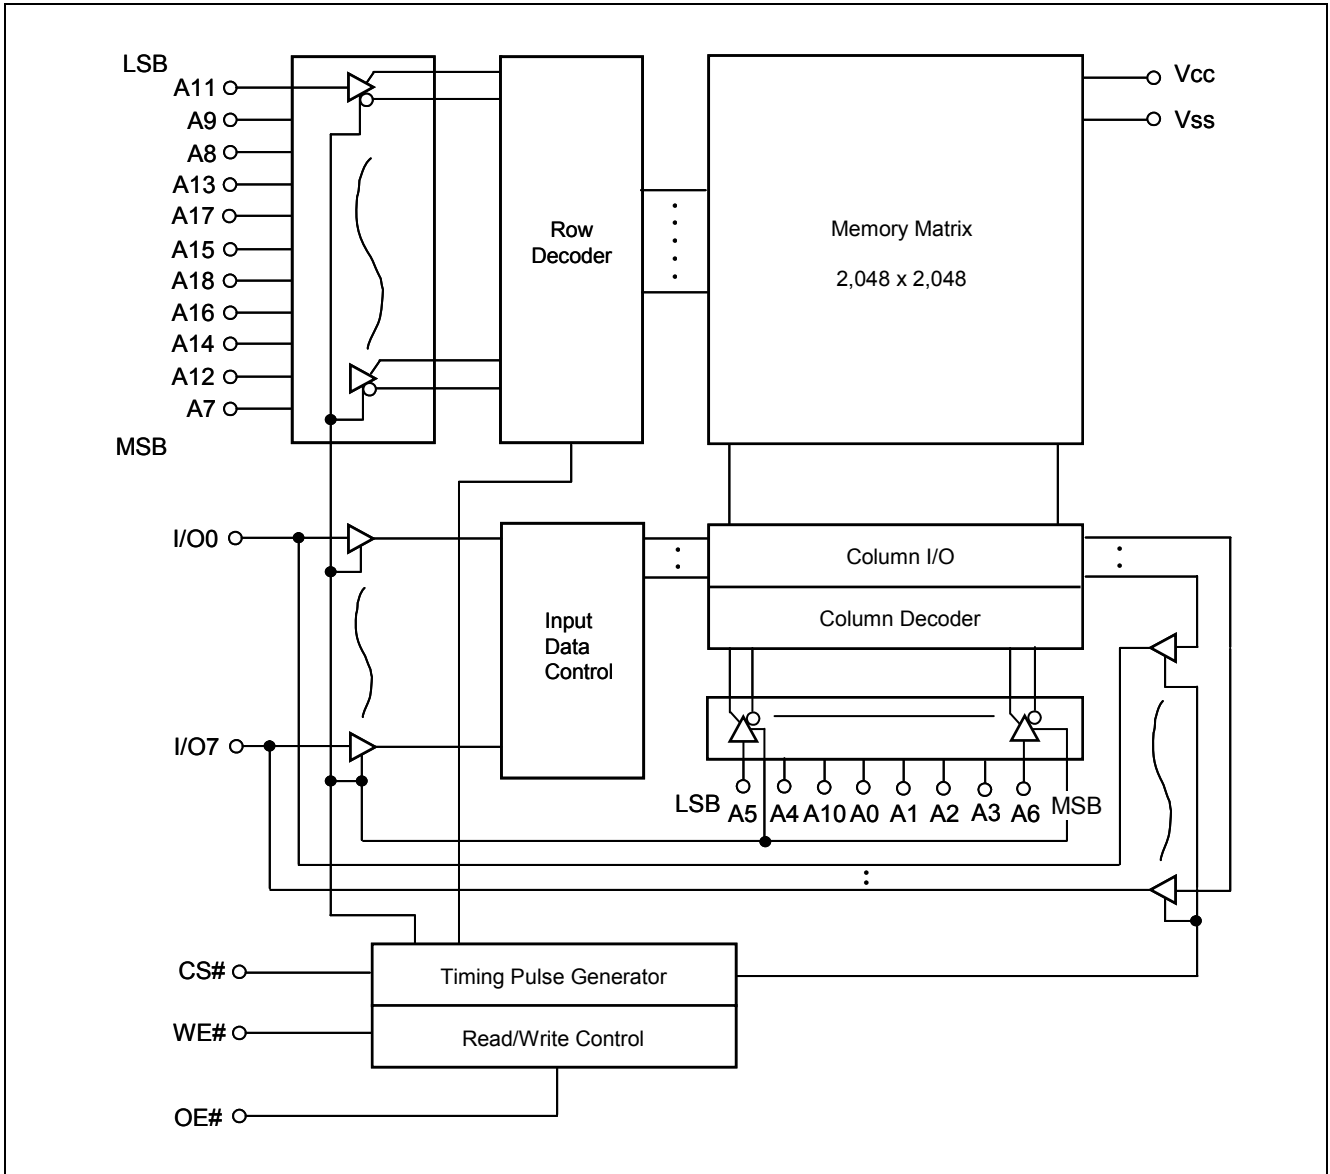 LSB
A11
A9
A8
A13
A17
A15
A18
A16
A14
A12
A7
MSB
Row
Decoder
Memory Matrix
2,048 x 2,048
Vcc
Vss
I/O0
I/O7
Input
Data
Control
Column I/O
Column Decoder
LSB A5 A4 A10 A0 A1 A2 A3 A6 MSB
CS#
WE#
OE#
Timing Pulse Generator
Read/Write Control